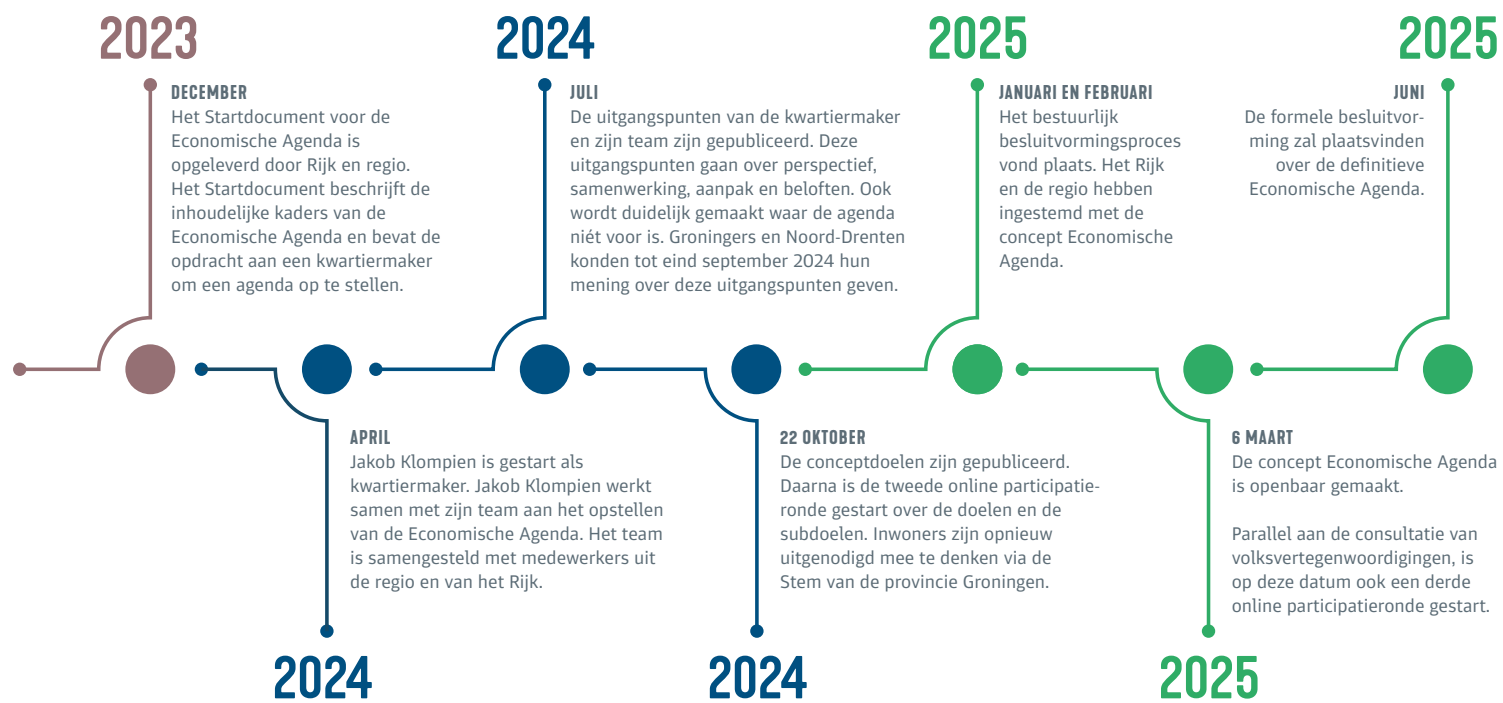 2023
DECEMBER
Het Startdocument voor de
Economische Agenda is
opgeleverd door Rijk en regio.
Het Startdocument beschrijft de
inhoudelijke kaders van de
Economische Agenda en bevat de
opdracht aan een kwartiermaker
om een agenda op te stellen.
APRIL
Jakob Klompien is gestart als
kwartiermaker. Jakob Klompien werkt
samen met zijn team aan het opstellen
van de Economische Agenda. Het team
is samengesteld met medewerkers uit
de regio en van het Rijk.
2024
2024
JULI
De uitgangspunten van de kwartiermaker
en zijn team zijn gepubliceerd. Deze
uitgangspunten gaan over perspectief,
samenwerking, aanpak en beloften. Ook
wordt duidelijk gemaakt waar de agenda
niét voor is. Groningers en Noord-Drenten
konden tot eind september 2024 hun
mening over deze uitgangspunten geven.
22 OKTOBER
De conceptdoelen zijn gepubliceerd.
Daarna is de tweede online participatie-
ronde gestart over de doelen en de
subdoelen. Inwoners zijn opnieuw
uitgenodigd mee te denken via de
Stem van de provincie Groningen.
2024
2025
JANUARI EN FEBRUARI
Het bestuurlijk
besluitvormingsproces
vond plaats. Het Rijk
en de regio hebben
ingestemd met de
concept Economische
Agenda.
6 MAART
De concept Economische Agenda
is openbaar gemaakt.
Parallel aan de consultatie van
volksvertegenwoordigingen, is
op deze datum ook een derde
online participatieronde gestart.
2025
2025
JUNI
De formele besluitvor-
ming zal plaatsvinden
over de definitieve
Economische Agenda.